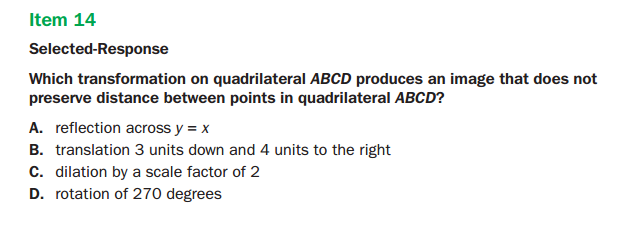 Item 14
Selected-Response
Which transformation on quadrilateral ABCD produces an image that does not
preserve distance between points in quadrilateral ABCD?
A. reflection across y = x
B. translation 3 units down and 4 units to the right
C. dilation by a scale factor of 2
D. rotation of 270 degrees